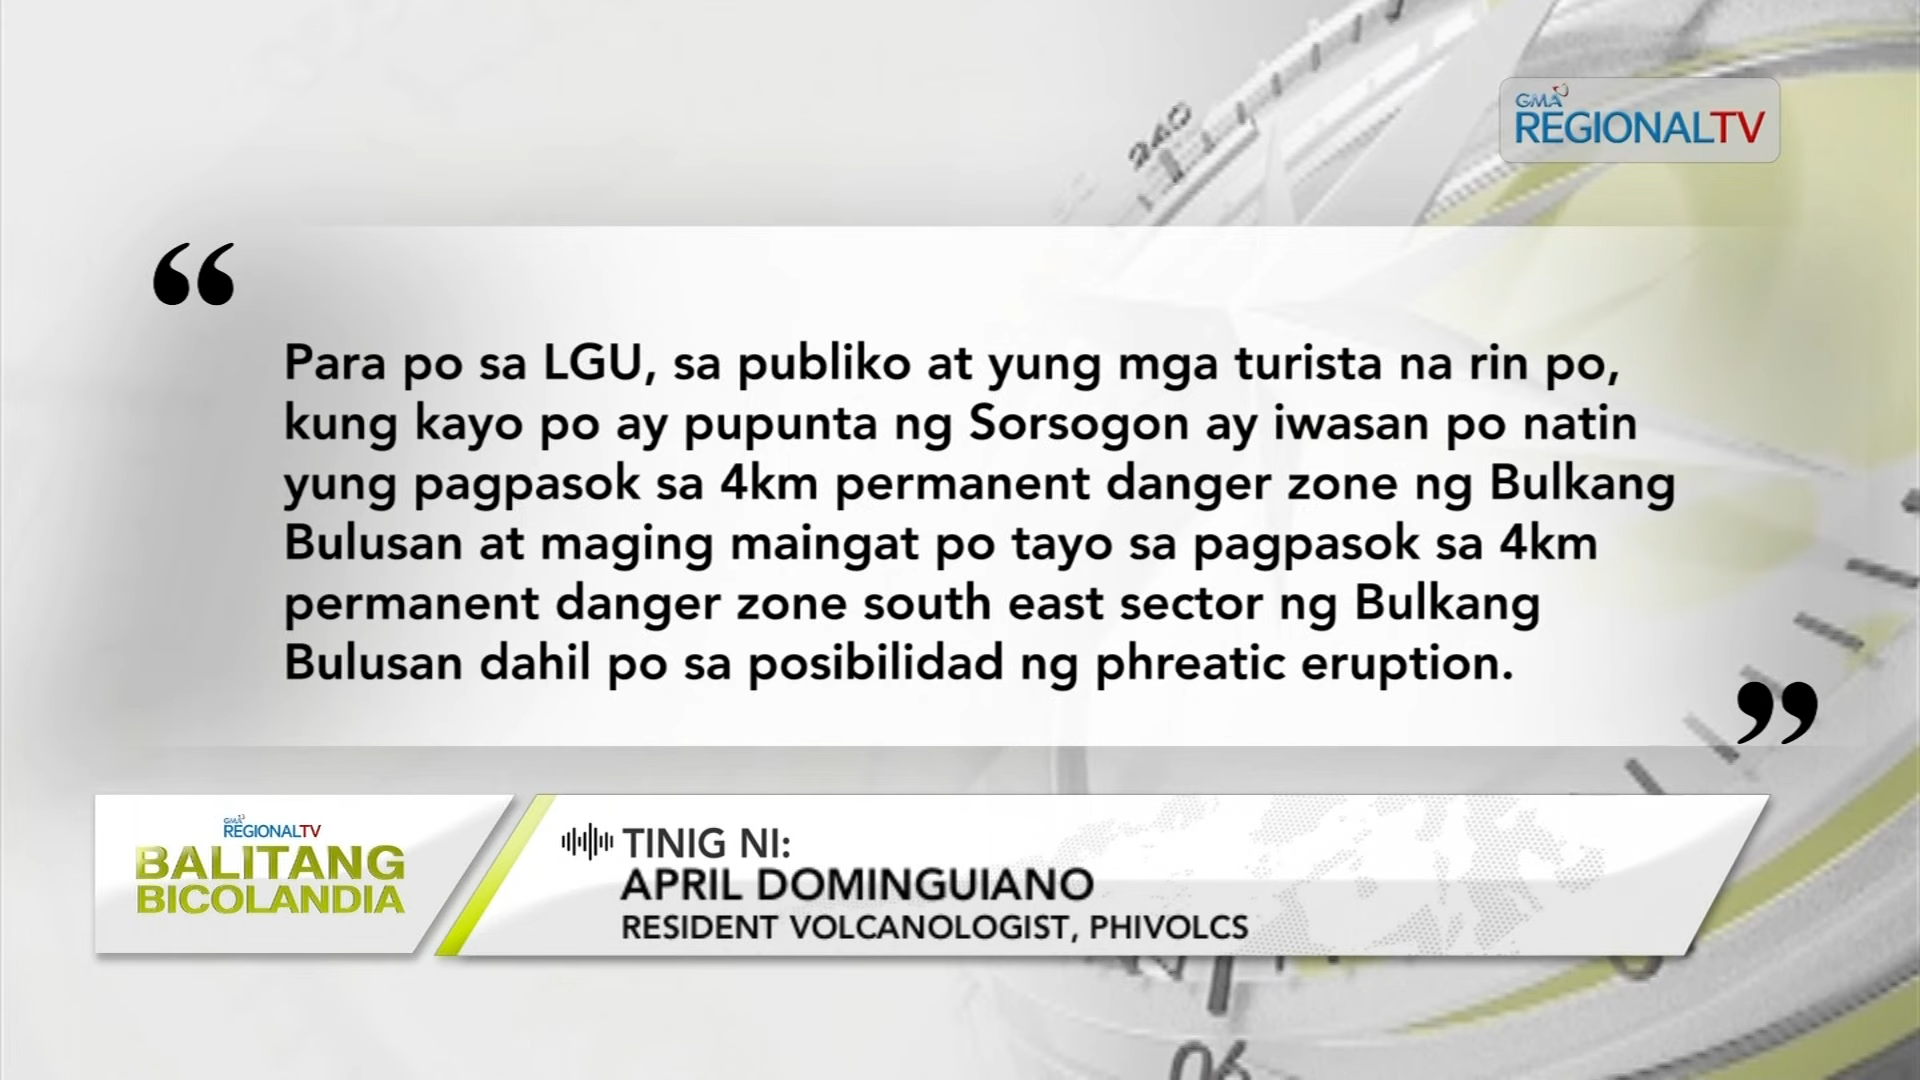 GMA
REGIONALTV
240
“
Para po sa LGU, sa publiko at yung mga turista na rin po,
kung kayo po ay pupunta ng Sorsogon ay iwasan po natin
yung pagpasok sa 4km permanent danger zone ng Bulkang
Bulusan at maging maingat po tayo sa pagpasok sa 4km
permanent danger zone south east sector ng Bulkang
Bulusan dahil po sa posibilidad ng phreatic eruption.
”
GMA
REGIONALTV
BALITANG
BICOLANDIA
TINIG NI:
APRIL DOMINGUIANO
RESIDENT VOLCANOLOGIST, PHIVOLCS
06